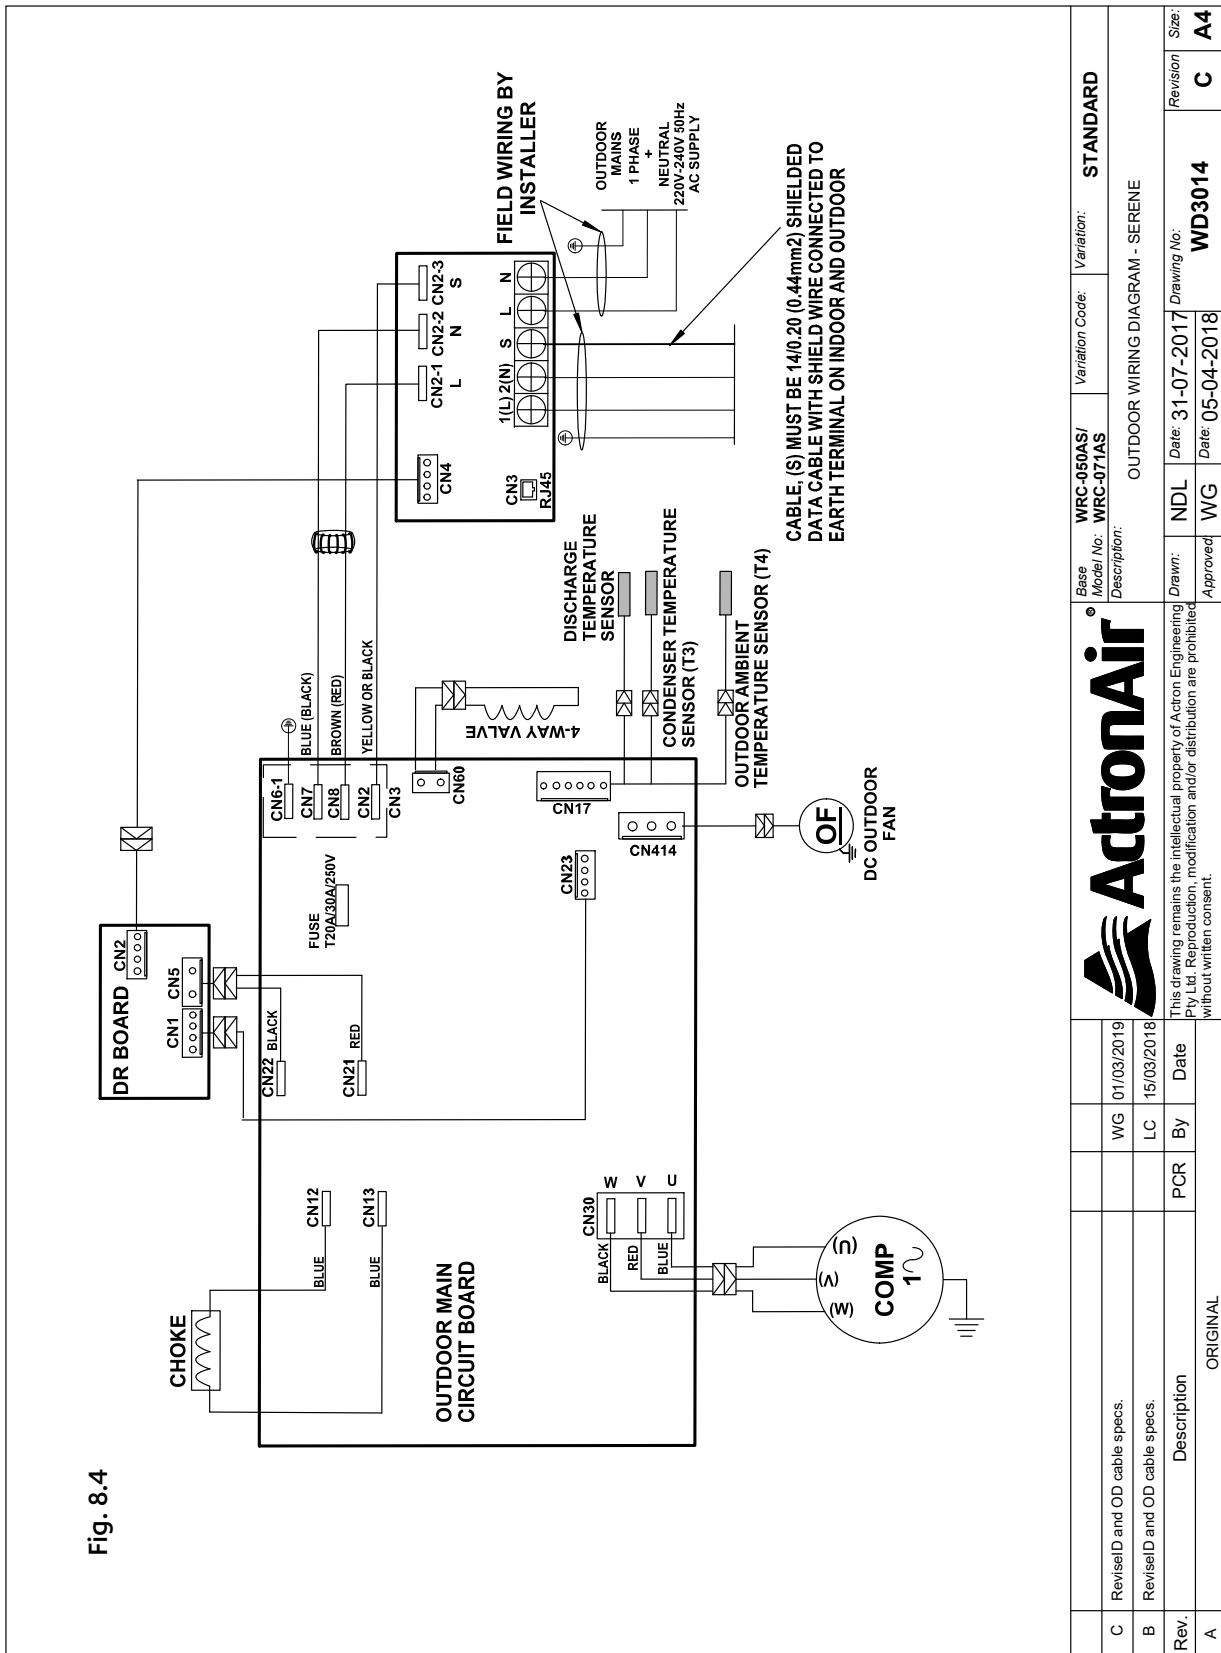 Fig. 8.4
DR BOARD
CN1
CN5
CN2
CHOKE
BLUE
BLUE
CN12
CN13
OUTDOOR MAIN
CIRCUIT BOARD
CN22
BLACK
CN21
RED
FUSE
T20A/30A/250V
CN6-1
CN7
CN8
CN2
CN3
BLUE (BLACK)
BROWN (RED)
YELLOW OR BLACK
CN60
4-WAY VALVE
CN17
CN23
CN414
CN30
W
V
U
BLACK
RED
BLUE
(W)
(V)
(U)
COMP
1
OF
DC OUTDOOR
FAN
DISCHARGE
TEMPERATURE
SENSOR
CONDENSER TEMPERATURE
SENSOR (T3)
OUTDOOR AMBIENT
TEMPERATURE SENSOR (T4)
CN4
CN3
RJ45
CN2-1
L
CN2-2
N
CN2-3
S
1(L)
2(N)
S
L
N
FIELD WIRING BY
INSTALLER
OUTDOOR
MAINS
1 PHASE
+
NEUTRAL
220V-240V 50Hz
AC SUPPLY
CABLE, (S) MUST BE 14/0.20 (0.44mm2) SHIELDED
DATA CABLE WITH SHIELD WIRE CONNECTED TO
EARTH TERMINAL ON INDOOR AND OUTDOOR
C ReviseID and OD cable specs. WG 01/03/2019
B ReviseID and OD cable specs. LC 15/03/2018
Rev. Description PCR By Date
A ORIGINAL
ActronAir®
This drawing remains the intellectual property of Actron Engineering
Pty Ltd. Reproduction, modification and/or distribution are prohibited
without written consent.
Base
Model No:
WRC-050AS/
WRC-071AS
Variation Code:
Variation:
STANDARD
Description:
OUTDOOR WIRING DIAGRAM - SERENE
Drawn: NDL Date: 31-07-2017
Approved: WG Date: 05-04-2018
Drawing No:
WD3014
Revision
C
Size:
A4